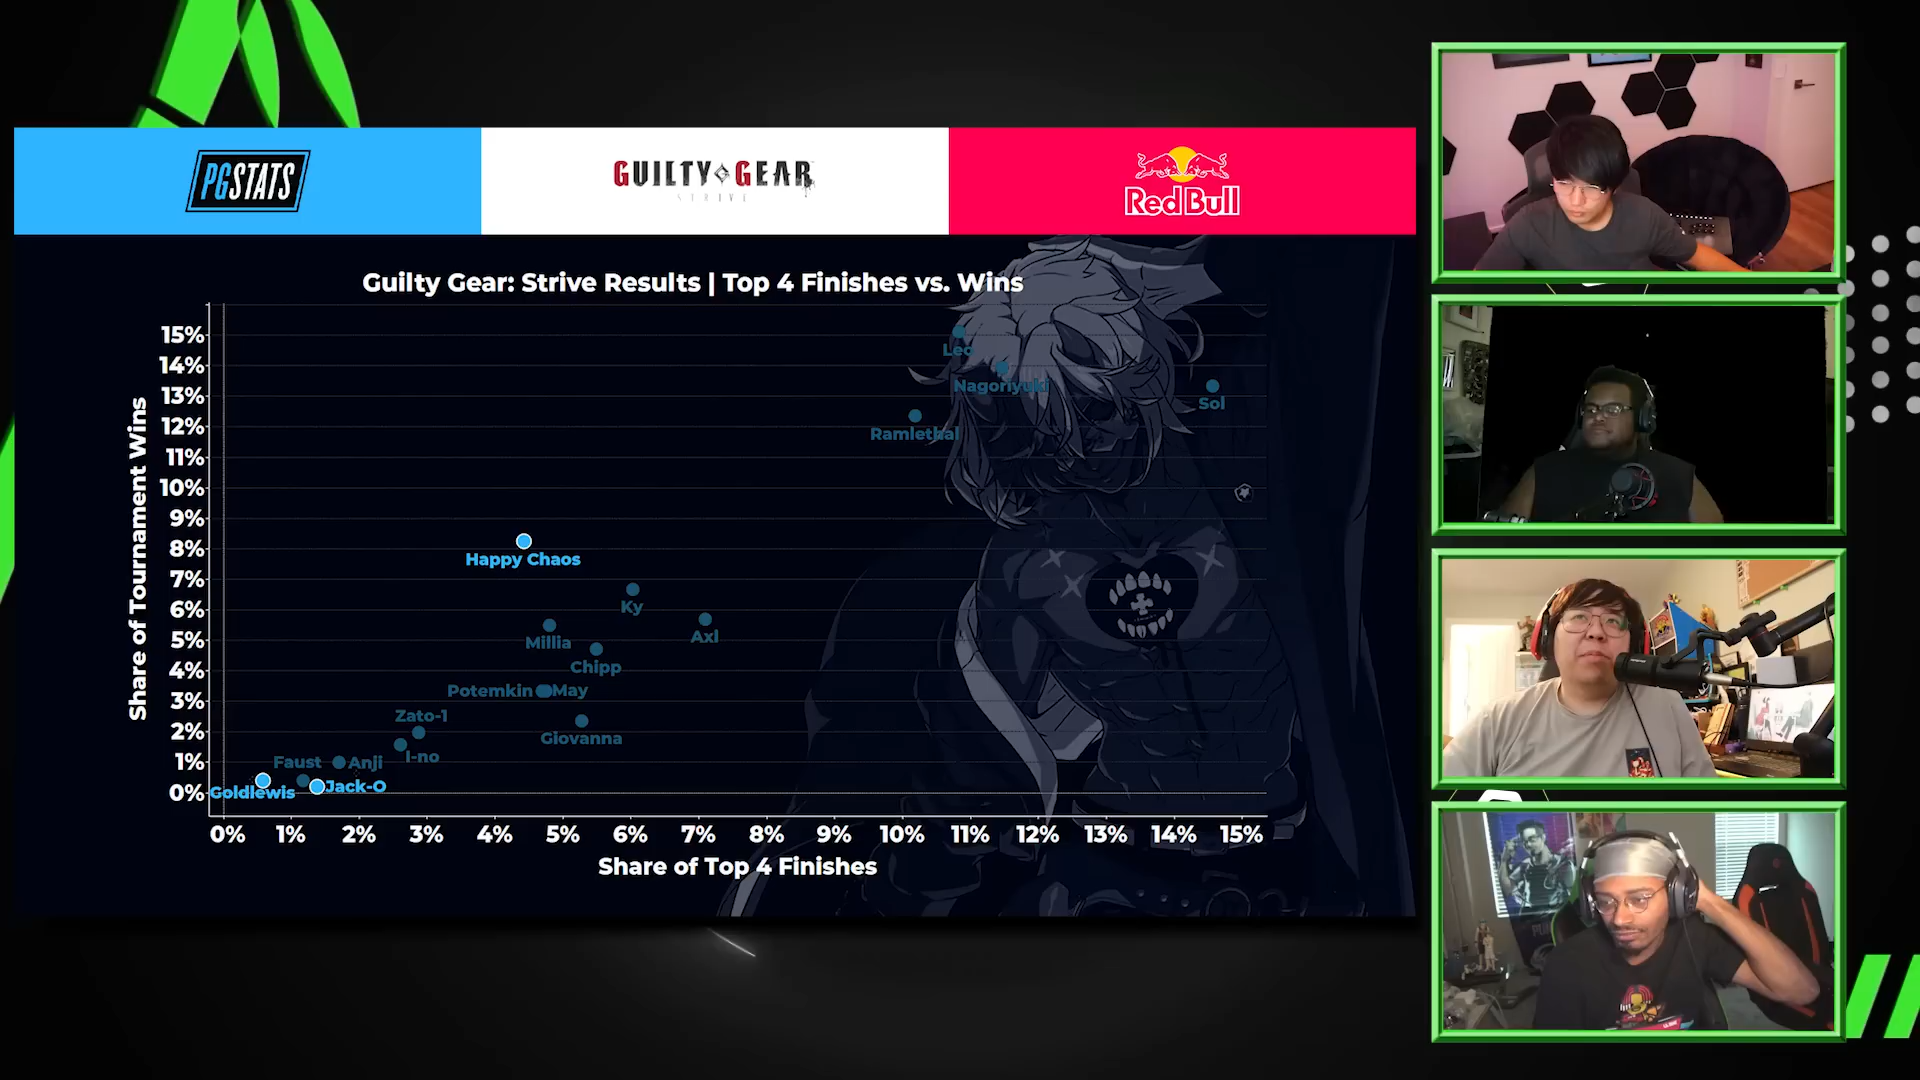 PGSTATS
GUILTY GEAR
STRIVE
Red Bull
Guilty Gear: Strive Results | Top 4 Finishes vs. Wins
Share of Tournament Wins
15%
14%
13%
12%
11%
10%
9%
8%
7%
6%
5%
4%
3%
2%
1%
0%
Leo
Nagoriyuki
Sol
Ramlethal
Happy Chaos
Ky
Axl
Millia
Chipp
Potemkin
May
Zato-1
Giovanna
I-no
Faust
Anji
Goldlewis
Jack-O
0%
1%
2%
3%
4%
5%
6%
7%
8%
9%
10%
11%
12%
13%
14%
15%
Share of Top 4 Finishes